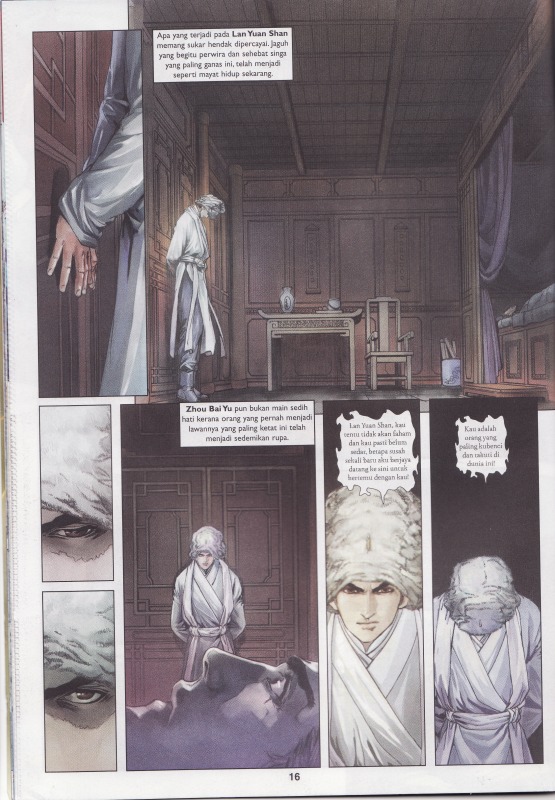 Apa yang terjadi pada Lan Yuan Shan
memang sukar hendak dipercayai. Jaguh
yang begitu perwira dan sehebat singa
yang paling ganas ini, telah menjadi
seperti mayat hidup sekarang.
Zhou Bai Yu pun bukan main sedih
hati kerana orang yang pernah menjadi
lawannya yang paling ketat ini telah
menjadi sedemikian rupa.
Lan Yuan Shan, kau
tentu tidak akan faham
dan kau pasti belum
sedar, betapa susah
sekali baru aku berjaya
datang ke sini untuk
bertemu dengan kau!
Kau adalah
orang yang
paling kubenci
dan takuti di
dunia ini!
16